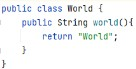 public class World {
    public String world(){
        return "World";
    }
}